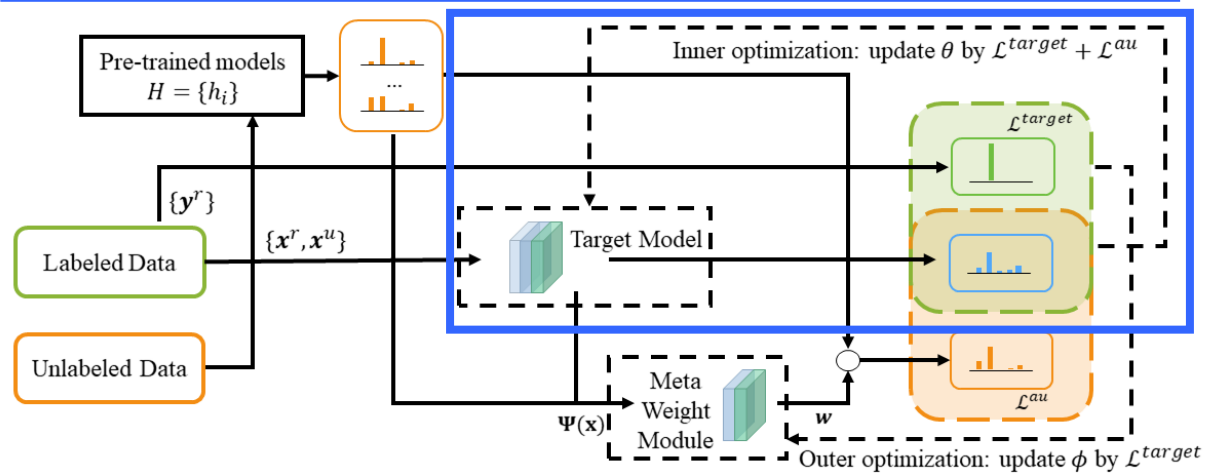 Pre-trained models
H = {hᵢ}
...
Inner optimization: update θ by ℒ^{target} + ℒ^{au}
ℒ^{target}
{𝒚^r}
{𝒙^r, 𝒙^u}
Labeled Data
Target Model
Unlabeled Data
Meta
Weight
Module
Ψ(x)
𝒘
ℒ^{au}
Outer optimization: update ϕ by ℒ^{target}